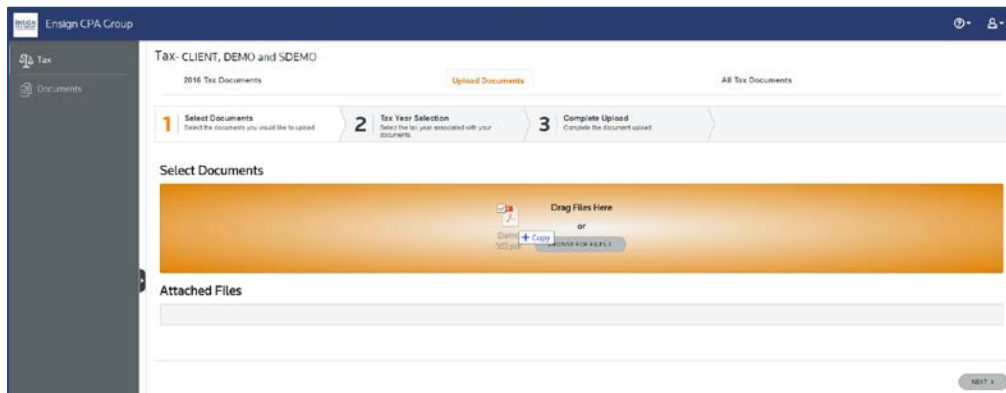 ENSIGN
Ensign CPA Group
Tax
Documents
Tax- CLIENT, DEMO and SDEMO
2016 Tax Documents
Upload Documents
All Tax Documents
1
Select Documents
Select the documents you would like to upload.
2
Tax Year Selection
Select the tax year associated with your
documents.
3
Complete Upload
Complete the document upload.
Select Documents
Drag Files Here
or
+ Copy
Attached Files
NEXT >